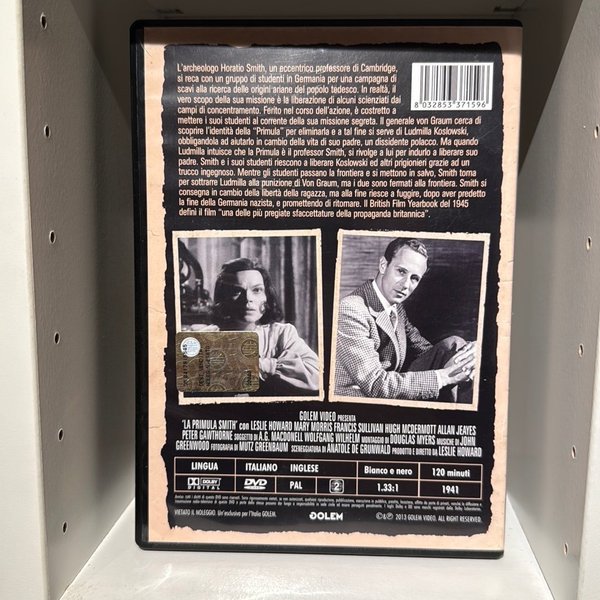 L'archeologo Horatio Smith, un eccentrico professore di Cambridge,
si reca con un gruppo di studenti in Germania per una campagna di
scavi alla ricerca delle origini ariane del popolo tedesco. In realtà, il
vero scopo della sua missione è la liberazione di alcuni scienziati dai
campi di concentramento. Ferito nel corso dell'azione, è costretto a
mettere i suoi studenti al corrente della sua missione segreta. Il generale von Graum cerca di
scoprire l'identità della "Primula" per eliminarla e a tal fine si serve di Ludmilla Koslowski,
obbligandola ad aiutarlo in cambio della vita di suo padre, un dissidente polacco. Ma quando
Ludmilla intuisce che la Primula è il professor Smith, si rivolge a lui per indurlo a liberare suo
padre. Smith e i suoi studenti riescono a liberare Koslowski ed altri prigionieri grazie ad un
trucco ingegnoso. Mentre gli studenti passano la frontiera e si mettono in salvo, Smith torna
per sottrarre Ludmilla alla punizione di Von Graum, ma i due sono fermati alla frontiera. Smith si
consegna in cambio della libertà della ragazza, ma alla fine riesce a fuggire, dopo aver predetto
la fine della Germania nazista, e promettendo di ritornare. Il British Film Yearbook del 1945
definì il film "una delle più pregiate sfaccettature della propaganda britannica".
8 032853 371596
GOLEM VIDEO PRESENTA
"LA PRIMULA SMITH" con LESLIE HOWARD MARY MORRIS FRANCIS SULLIVAN HUGH MCDERMOTT ALLAN JEAYES
PETER GAWTHORNE SOGGETTO DI A.G. MACDONELL WOLFGANG WILHELM MONTAGGIO DI DOUGLAS MYERS MUSICHE DI JOHN
GREENWOOD FOTOGRAFIA DI MUTZ GREENBAUM SCENEGGIATURA DI ANATOLE DE GRUNWALD PRODOTTO E DIRETTO DA LESLIE HOWARD
LINGUA ITALIANO INGLESE Bianco e nero 120 minuti
DOLBY DIGITAL DVD VIDEO PAL 2 1.33:1 1941
VIETATO IL NOLEGGIO. Un'esclusiva per l'Italia GOLEM.
GOLEM
©&℗ 2013 GOLEM VIDEO. ALL RIGHT RESERVED.